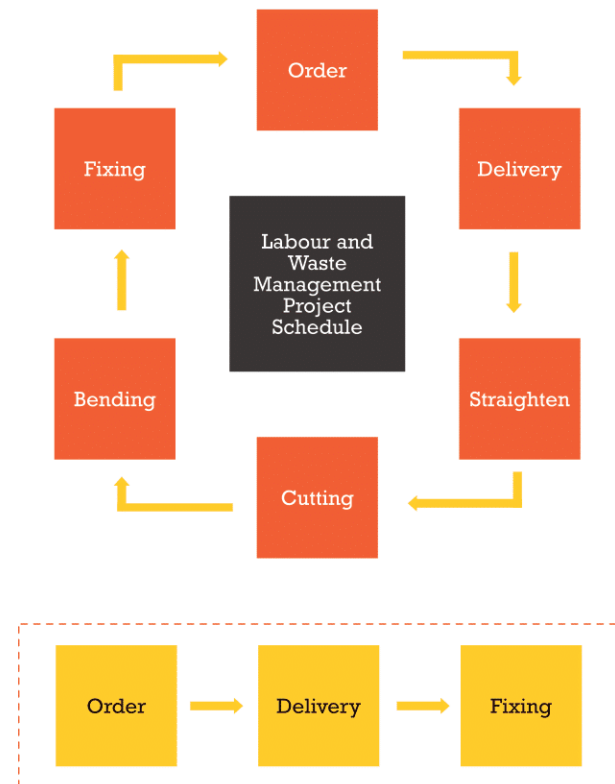 Order
Fixing
Delivery
Labour and
Waste
Management
Project
Schedule
Bending
Straighten
Cutting
Order
Delivery
Fixing